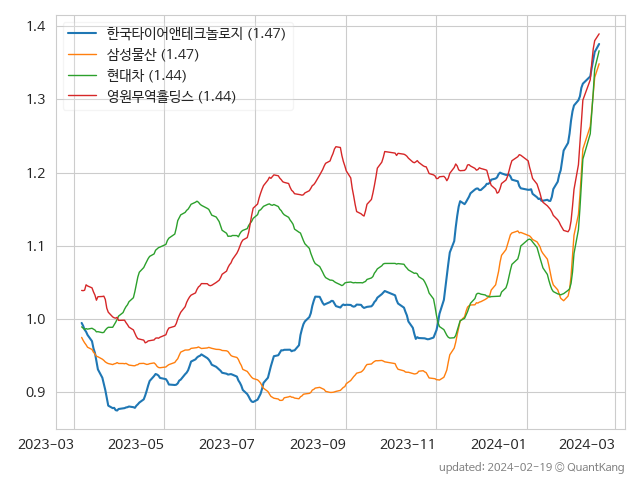 1.4
1.3
1.2
1.1
1.0
0.9
한국타이어앤테크놀로지 (1.47)
삼성물산 (1.47)
현대차 (1.44)
영원무역홀딩스 (1.44)
2023-03 2023-05 2023-07 2023-09 2023-11 2024-01 2024-03
updated: 2024-02-19 © QuantKang